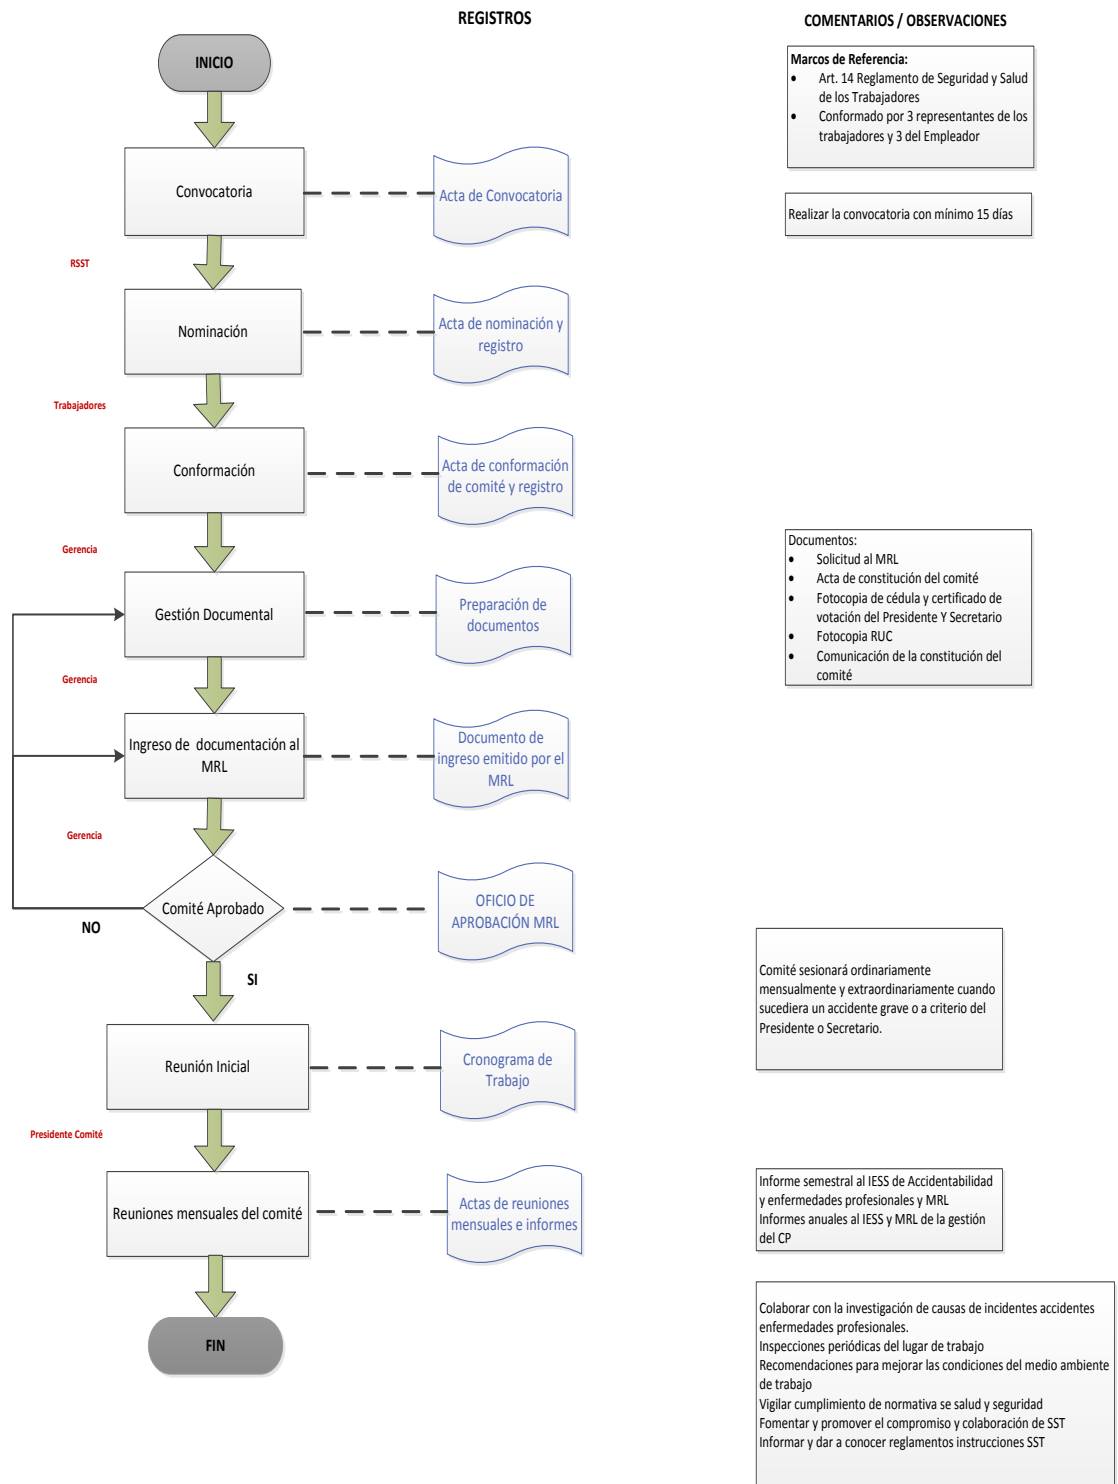 REGISTROS
COMENTARIOS / OBSERVACIONES
INICIO
Marcos de Referencia:
• Art. 14 Reglamento de Seguridad y Salud
de los Trabajadores
• Conformado por 3 representantes de los
trabajadores y 3 del Empleador
Convocatoria
Acta de Convocatoria
Realizar la convocatoria con mínimo 15 días
RSST
Nominación
Acta de nominación y
registro
Trabajadores
Conformación
Acta de conformación
de comité y registro
Gerencia
Documentos:
• Solicitud al MRL
• Acta de constitución del comité
• Fotocopia de cédula y certificado de
votación del Presidente Y Secretario
• Fotocopia RUC
• Comunicación de la constitución del
comité
Gestión Documental
Preparación de
documentos
Gerencia
Ingreso de documentación al
MRL
Documento de
ingreso emitido por el
MRL
Gerencia
Comité Aprobado
OFICIO DE
APROBACIÓN MRL
NO
SI
Comité sesionará ordinariamente
mensualmente y extraordinariamente cuando
sucediera un accidente grave o a criterio del
Presidente o Secretario.
Reunión Inicial
Cronograma de
Trabajo
Presidente Comité
Reuniones mensuales del comité
Actas de reuniones
mensuales e informes
Informe semestral al IESS de Accidentabilidad
y enfermedades profesionales y MRL
Informes anuales al IESS y MRL de la gestión
del CP
FIN
Colaborar con la investigación de causas de incidentes accidentes
enfermedades profesionales.
Inspecciones periódicas del lugar de trabajo
Recomendaciones para mejorar las condiciones del medio ambiente
de trabajo
Vigilar cumplimiento de normativa se salud y seguridad
Fomentar y promover el compromiso y colaboración de SST
Informar y dar a conocer reglamentos instrucciones SST